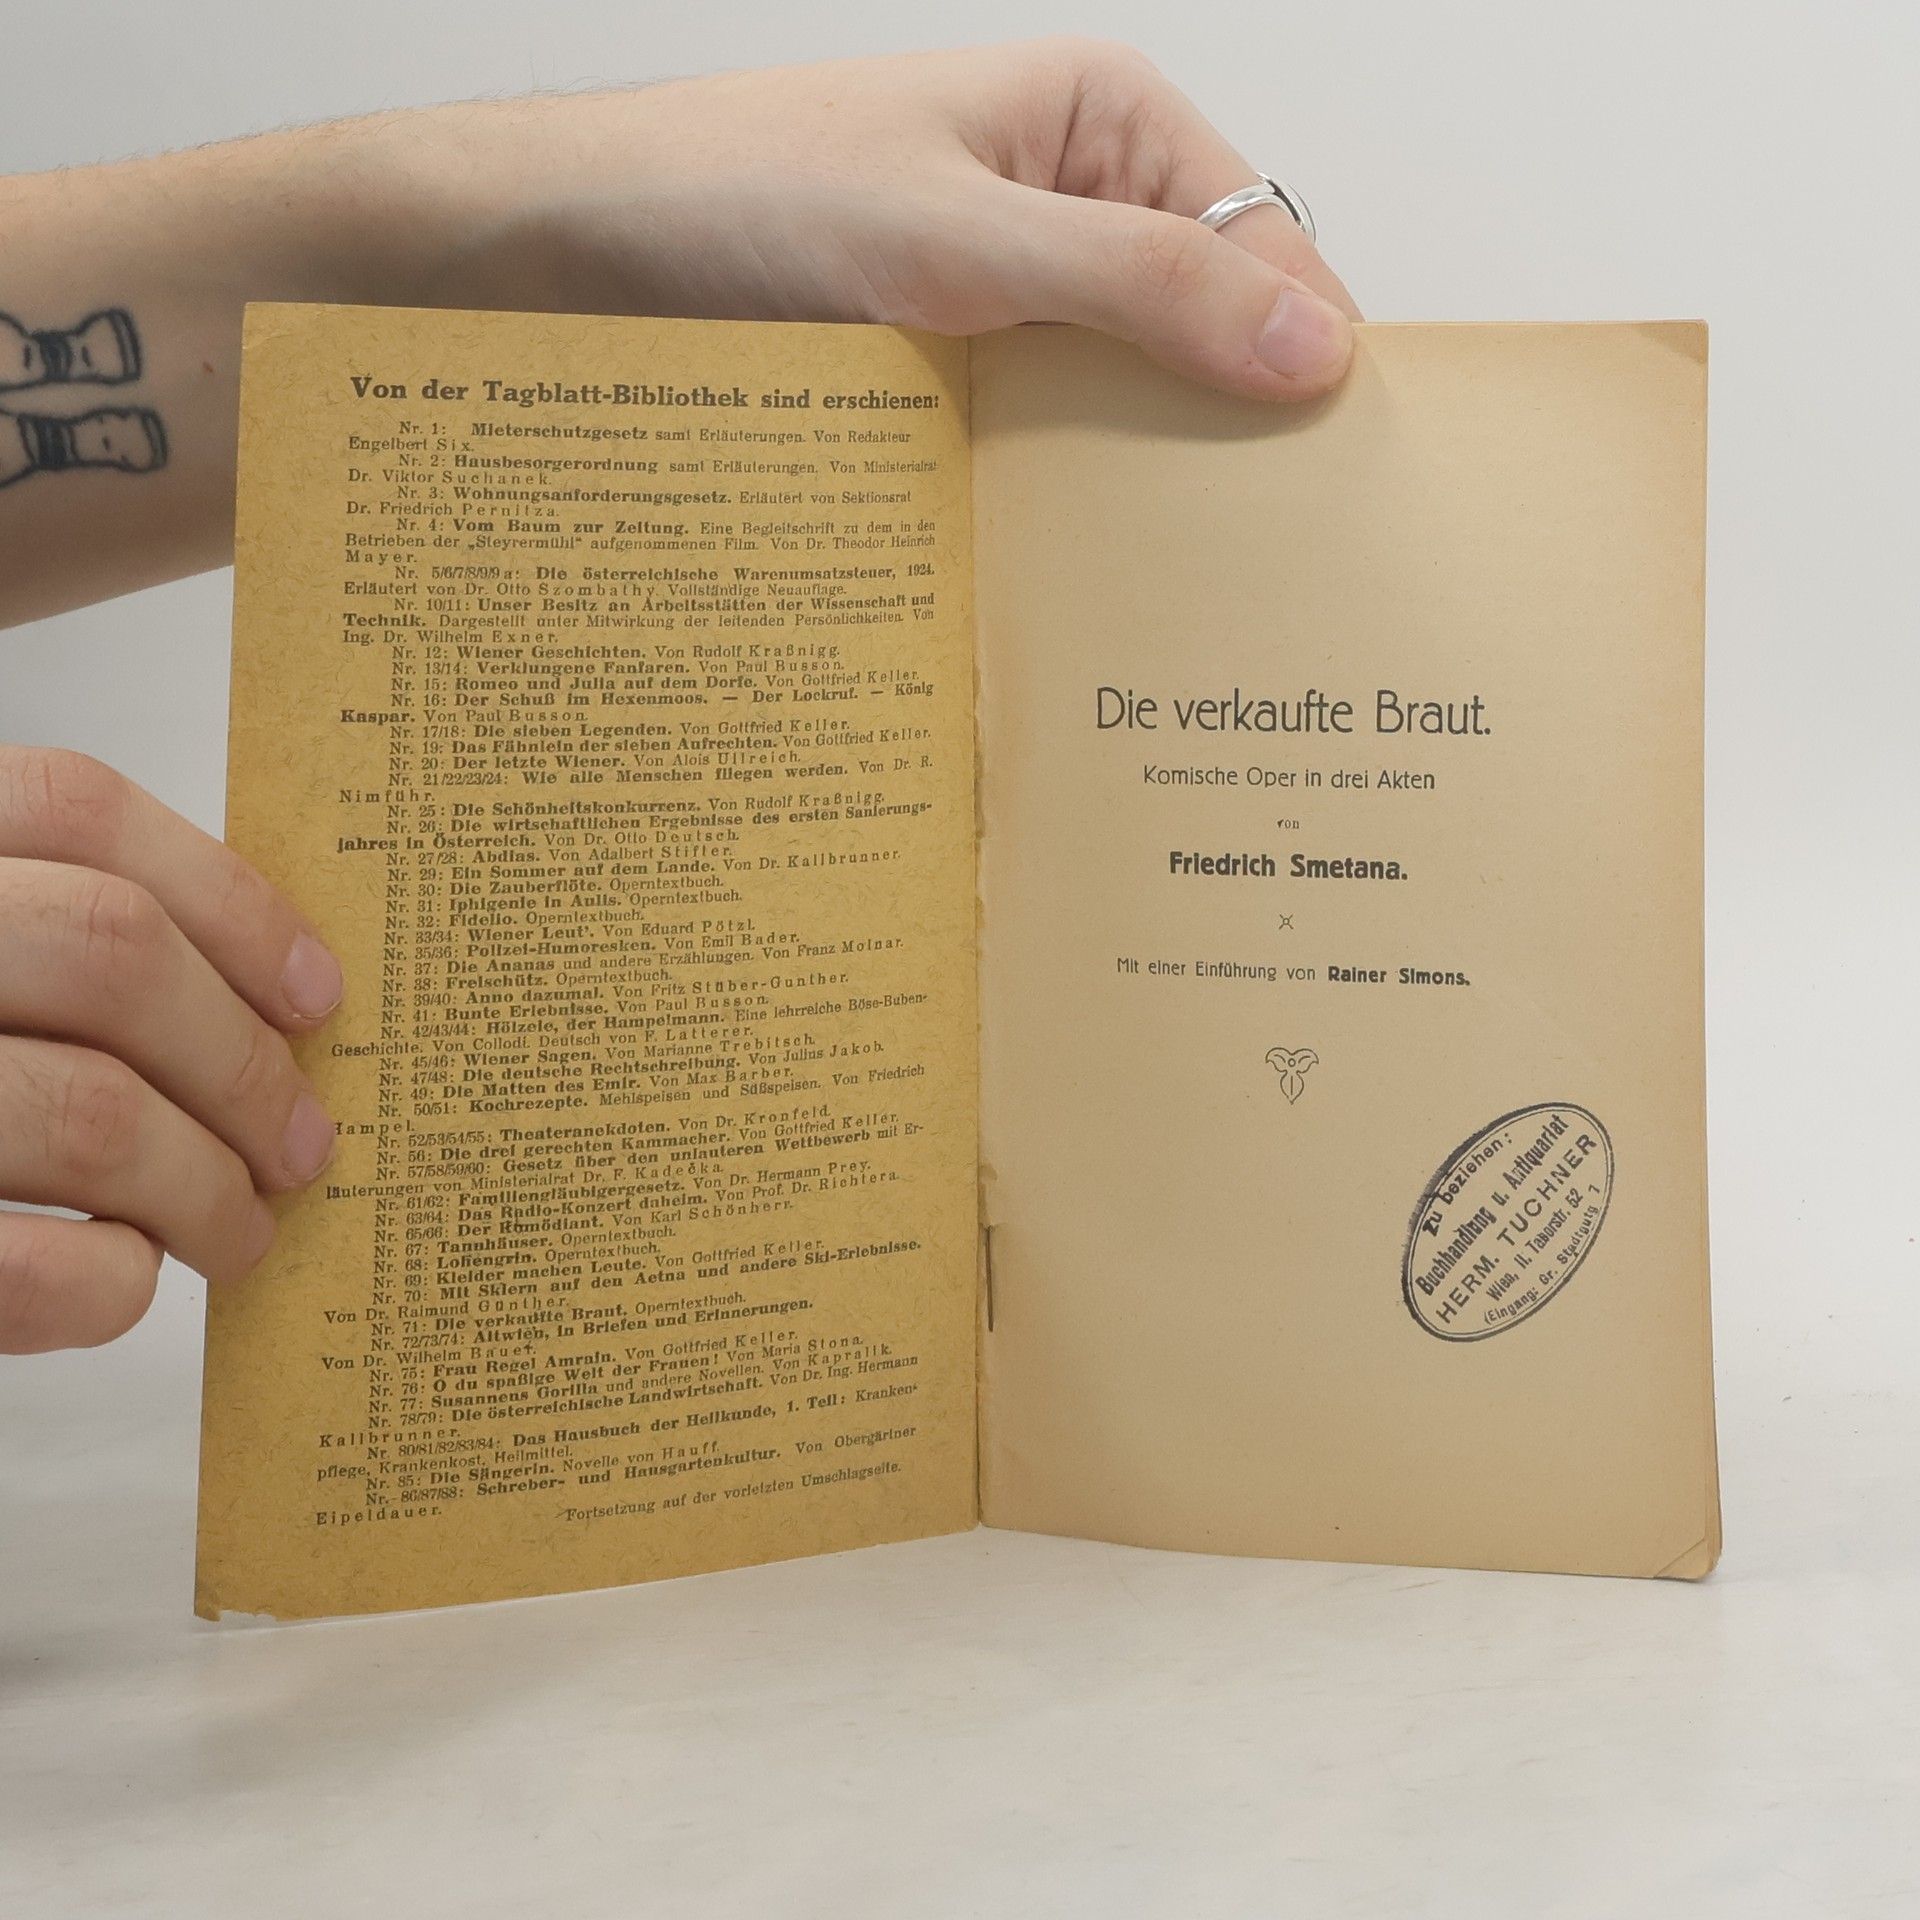 Von der Tagblatt-Bibliothek sind erschienen:
Nr. 1: Mieterschutzgesetz samt Erläuterungen. Von Redakteur
Engelbert Six.
Nr. 2: Hausbesorgerordnung samt Erläuterungen. Von Ministerialrat
Dr. Viktor Suchanek.
Nr. 3: Wohnungsanforderungsgesetz. Erläutert von Sektionsrat
Dr. Friedrich Pernitza.
Nr. 4: Vom Baum zur Zeitung. Eine Begleitschrift zu dem in den
Betrieben der „Steyrermühl“ aufgenommenen Film. Von Dr. Theodor Heinrich
Mayer.
Nr. 5/6/7/8/9/9a: Die österreichische Warenumsatzsteuer, 1924.
Erläutert von Dr. Otto Szombathy. Vollständige Neuauflage.
Nr. 10/11: Unser Besitz an Arbeitsstätten der Wissenschaft und
Technik. Dargestellt unter Mitwirkung der leitenden Persönlichkeiten. Von
Ing. Dr. Wilhelm Exner.
Nr. 12: Wiener Geschichten. Von Rudolf Kraßnigg.
Nr. 13/14: Verklungene Fanfaren. Von Paul Busson.
Nr. 15: Romeo und Julia auf dem Dorfe. Von Gottfried Keller.
Nr. 16: Der Schuß im Hexenmoos. — Der Lockruf. — König
Kaspar. Von Paul Busson.
Nr. 17/18: Die sieben Legenden. Von Gottfried Keller.
Nr. 19: Das Fähnlein der sieben Aufrechten. Von Gottfried Keller.
Nr. 20: Der letzte Wiener. Von Alois Ullreich.
Nr. 21/22/23/24: Wie alle Menschen fliegen werden. Von Dr. R.
Nimführ.
Nr. 25: Die Schönheitskonkurrenz. Von Rudolf Kraßnigg.
Nr. 26: Die wirtschaftlichen Ergebnisse des ersten Sanierungs-
jahres in Österreich. Von Dr. Otto Deutsch.
Nr. 27/28: Abdias. Von Adalbert Stifter.
Nr. 29: Ein Sommer auf dem Lande. Von Dr. Kallbrunner.
Nr. 30: Die Zauberflöte. Operntextbuch.
Nr. 31: Iphigenie in Aulis. Operntextbuch.
Nr. 32: Fidelio. Operntextbuch.
Nr. 33/34: Wiener Leut'. Von Eduard Pötzl.
Nr. 35/36: Polizei-Humoresken. Von Emil Bader.
Nr. 37: Die Ananas und andere Erzählungen. Von Franz Molnar.
Nr. 38: Freischütz. Operntextbuch.
Nr. 39/40: Anno dazumal. Von Fritz Stüber-Gunther.
Nr. 41: Bunte Erlebnisse. Von Paul Busson.
Nr. 42/43/44: Hölzele, der Hampelmann. Eine lehrreiche Böse-Buben-
Geschichte. Von Collodi. Deutsch von F. Latterer.
Nr. 45/46: Wiener Sagen. Von Marianne Trebitsch.
Nr. 47/48: Die deutsche Rechtschreibung. Von Julius Jakob.
Nr. 49: Die Matten des Emir. Von Max Barber.
Nr. 50/51: Kochrezepte. Mehlspeisen und Süßspeisen. Von Friedrich
Hampel.
Nr. 52/53/54/55: Theateranekdoten. Von Dr. Kronfeld.
Nr. 56: Die drei gerechten Kammacher. Von Gottfried Keller.
Nr. 57/58/59/60: Gesetz über den unlauteren Wettbewerb mit Er-
läuterungen von Ministerialrat Dr. F. Kadečka.
Nr. 61/62: Familiengläubigergesetz. Von Dr. Hermann Prey.
Nr. 63/64: Das Radio-Konzert daheim. Von Prof. Dr. Richtera.
Nr. 65/66: Der Komödiant. Von Karl Schönherr.
Nr. 67: Tannhäuser. Operntextbuch.
Nr. 68: Lohengrin. Operntextbuch.
Nr. 69: Kleider machen Leute. Von Gottfried Keller.
Nr. 70: Mit Skiern auf den Aetna und andere Ski-Erlebnisse.
Von Dr. Raimund Günther.
Nr. 71: Die verkaufte Braut. Operntextbuch.
Nr. 72/73/74: Altwien, in Briefen und Erinnerungen.
Von Dr. Wilhelm Bauer.
Nr. 75: Frau Regel Amrain. Von Gottfried Keller.
Nr. 76: O du spaßige Welt der Frauen! Von Maria Stona.
Nr. 77: Susannens Gorilla und andere Novellen. Von Kapralik.
Nr. 78/79: Die österreichische Landwirtschaft. Von Dr. Ing. Hermann
Kallbrunner.
Nr. 80/81/82/83/84: Das Hausbuch der Heilkunde, 1. Teil: Kranken-
pflege, Krankenkost, Heilmittel.
Nr. 85: Die Sängerin. Novelle von Hauff.
Nr. 86/87/88: Schreber- und Hausgartenkultur. Von Obergärtner
Eipeldauer.
Fortsetzung auf der vorletzten Umschlagseite.
Die verkaufte Braut.
Komische Oper in drei Akten
von
Friedrich Smetana.
Mit einer Einführung von Rainer Simons.
Zu beziehen:
Buchhandlung u. Antiquariat
HERM. TUCHNER
Wien, II. Taborstr. 52
(Eingang: Gr. Stadtgutg 7